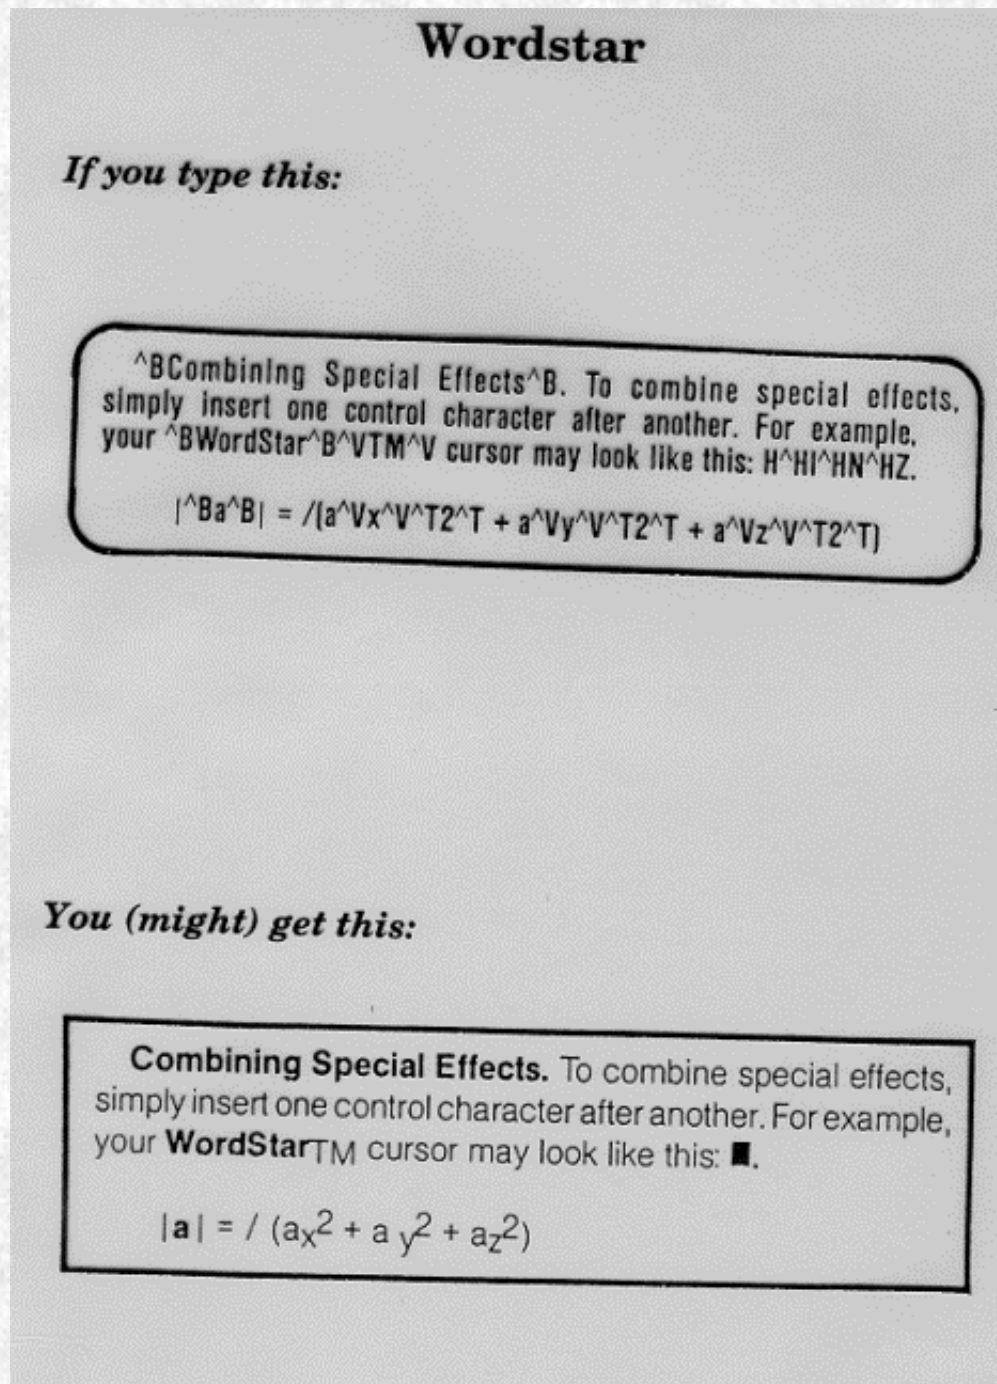 Wordstar
If you type this:
^BCombining Special Effects^B. To combine special effects,
simply insert one control character after another. For example,
your ^BWordStar^B^VTM^V cursor may look like this: H^HI^HN^HZ.
|^Ba^B| = /(a^Vx^V^T2^T + a^Vy^V^T2^T + a^Vz^V^T2^T)
You (might) get this:
Combining Special Effects. To combine special effects,
simply insert one control character after another. For example,
your WordStarTM cursor may look like this: ■.
|a| = / (ax2 + a y2 + az2)